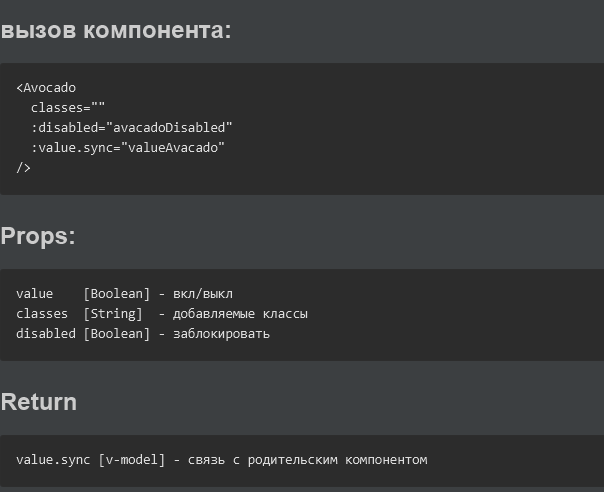 вызов компонента:
<Avocado
classes=""
:disabled="avacadoDisabled"
:value.sync="valueAvacado"
/>
Props:
value [Boolean] - вкл/выкл
classes [String] - добавляемые классы
disabled [Boolean] - заблокировать
Return
value.sync [v-model] - связь с родительским компонентом